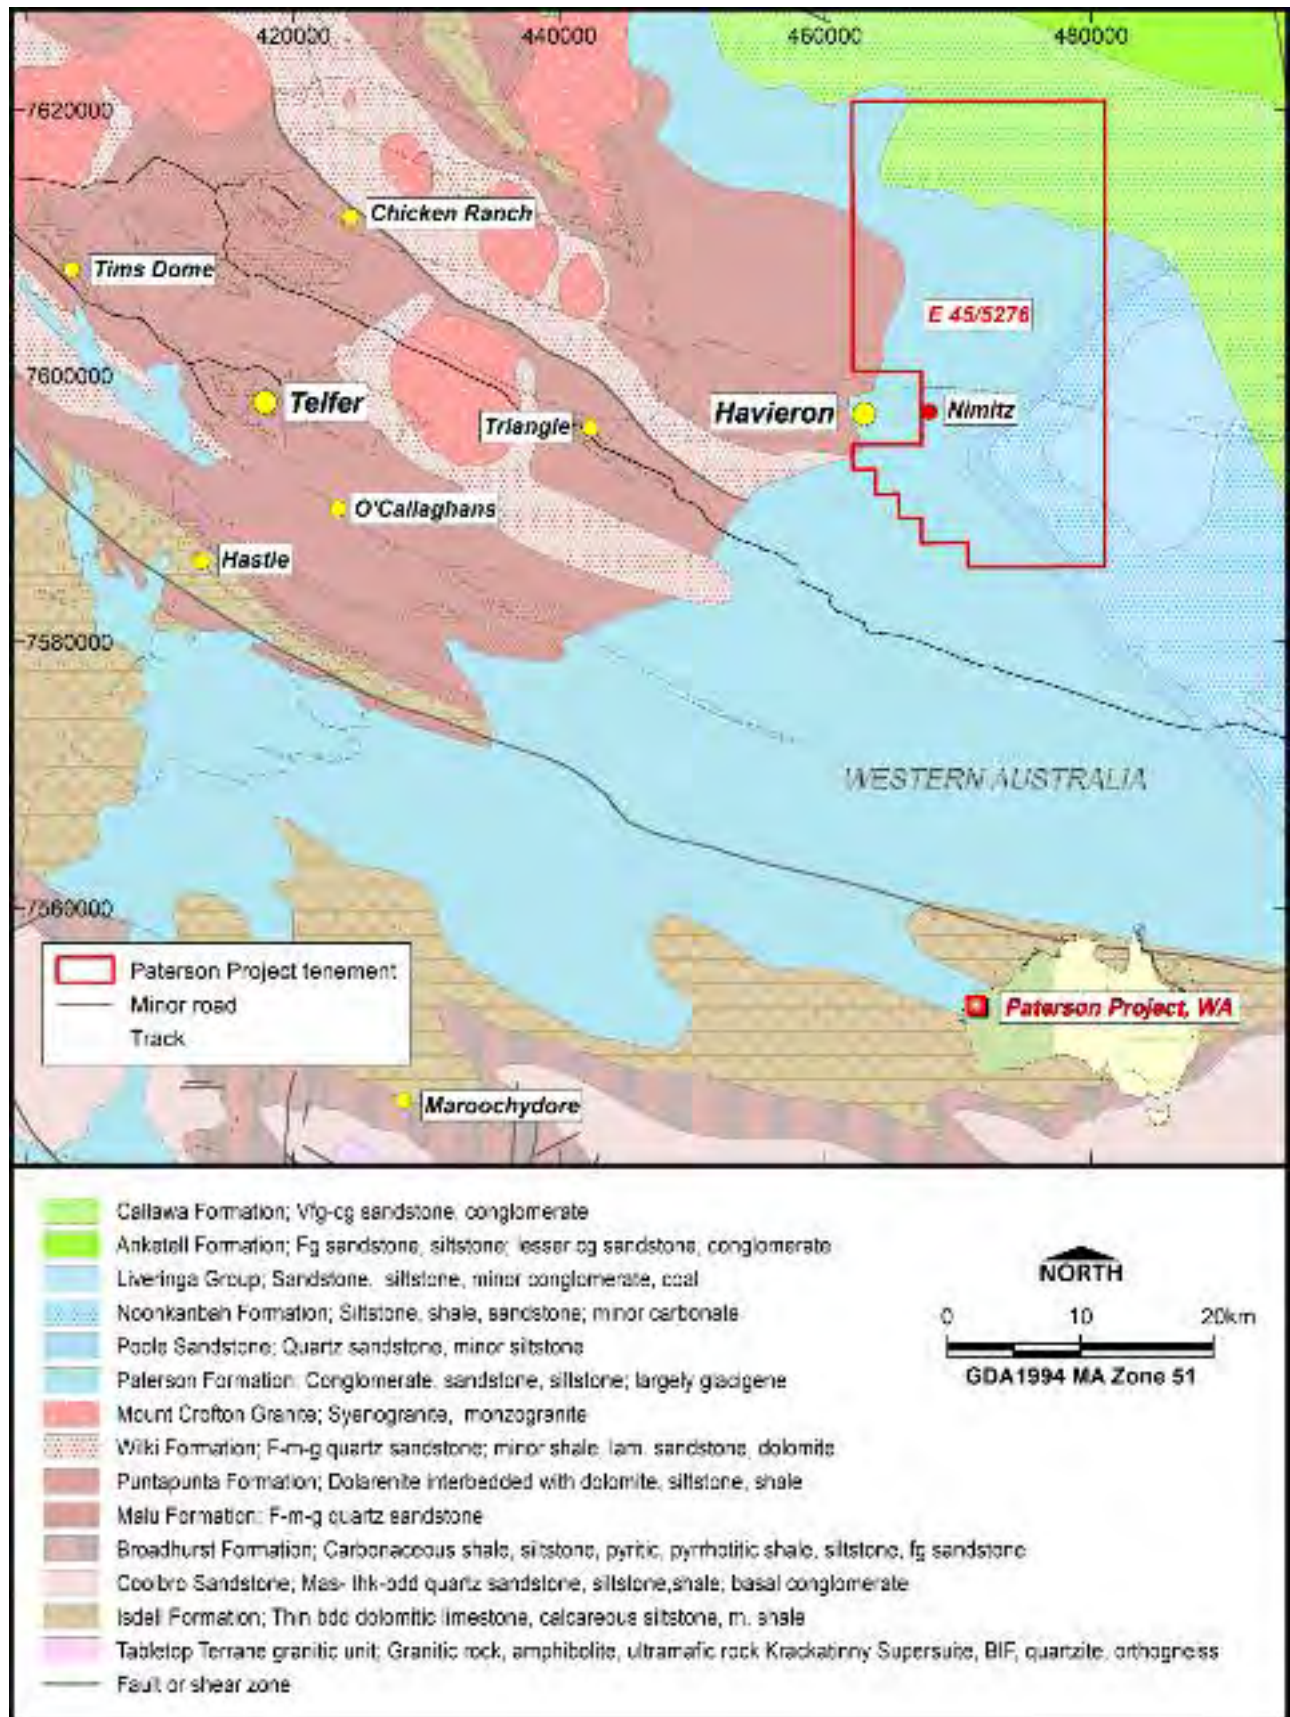 420000 440000 460000 480000
7620000
Chicken Ranch
Tims Dome
E 45/5276
7600000
Telfer
Havieron
Nimitz
Triangle
O'Callaghans
Hastie
7580000
WESTERN AUSTRALIA
7560000
Paterson Project tenement
Minor road
Track
Paterson Project, WA
Maroochydore
Callawa Formation; Vfg-cg sandstone, conglomerate
Anketell Formation; Fg sandstone, siltstone; lesser cg sandstone, conglomerate
Liveringa Group; Sandstone, siltstone, minor conglomerate, coal
Noonkanbah Formation; Siltstone, shale, sandstone; minor carbonate
Poole Sandstone; Quartz sandstone, minor siltstone
Paterson Formation; Conglomerate, sandstone, siltstone; largely glacigene
Mount Crofton Granite; Syenogranite, monzogranite
Wilki Formation; F-m-g quartz sandstone; minor shale, lam. sandstone, dolomite
Puntapunta Formation; Dolarenite interbedded with dolomite, siltstone, shale
Malu Formation; F-m-g quartz sandstone
Broadhurst Formation; Carbonaceous shale, siltstone, pyritic, pyrrhotitic shale, siltstone, fg sandstone
Coolbro Sandstone; Mas- thk-bdd quartz sandstone, siltstone,shale; basal conglomerate
Isdell Formation; Thin bdd dolomitic limestone, calcareous siltstone, m. shale
Tabletop Terrane granitic unit; Granitic rock, amphibolite, ultramafic rock Krackatinny Supersuite, BIF, quartzite, orthogneiss
Fault or shear zone
NORTH
0 10 20km
GDA1994 MA Zone 51